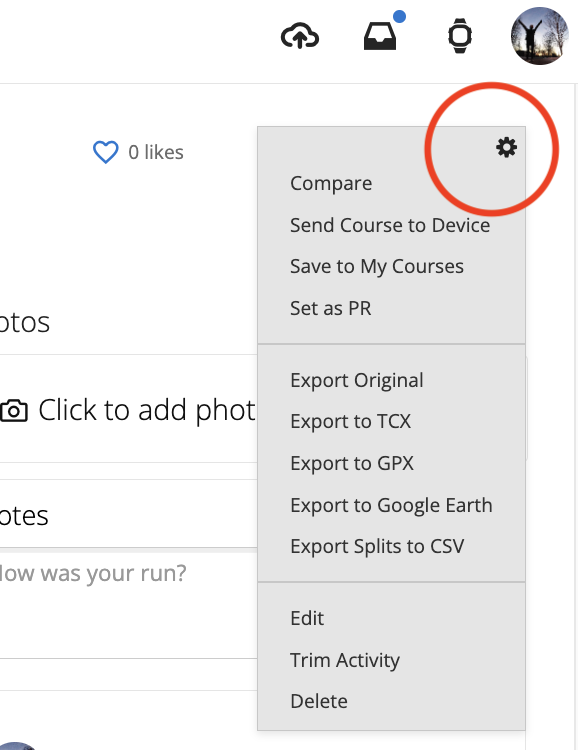 0 likes
Compare
Send Course to Device
Save to My Courses
Set as PR
otos
Export Original
Click to add phot
Export to TCX
Export to GPX
Export to Google Earth
otes
Export Splits to CSV
ow was your run?
Edit
Trim Activity
Delete